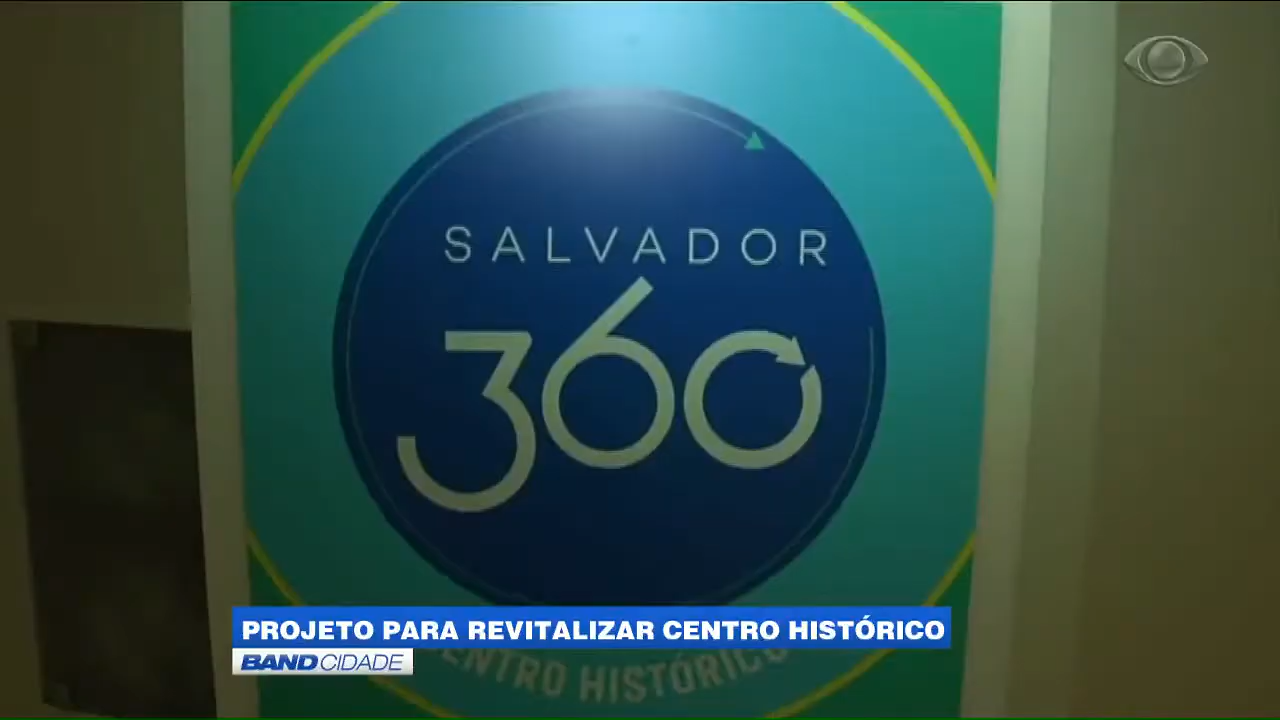 SALVADOR
360
PROJETO PARA REVITALIZAR CENTRO HISTÓRICO
BAND CIDADE
CENTRO HISTÓRICO